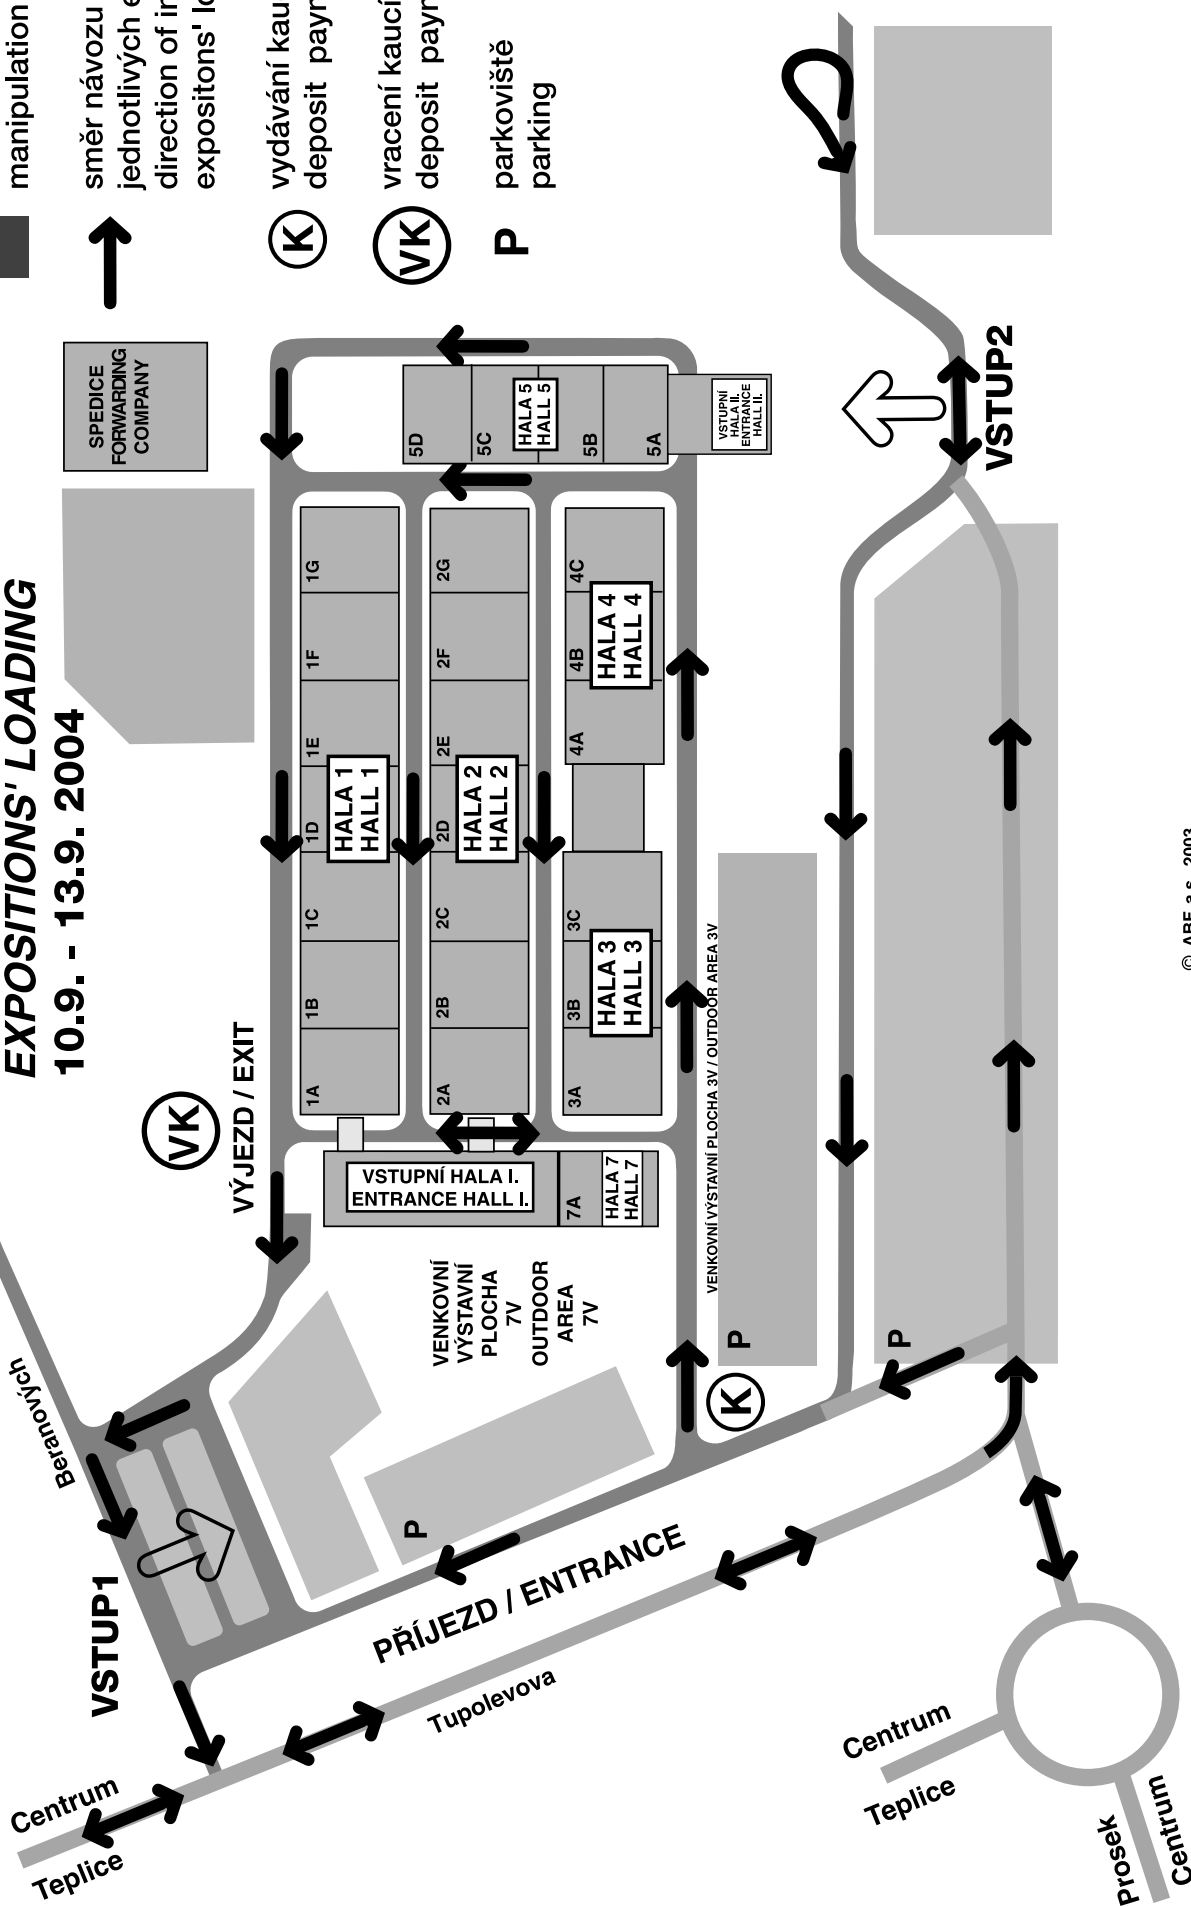 EXPOSITIONS' LOADING
10.9. - 13.9. 2004
manipulation
směr návozu
jednotlivých
direction of
expositons'
K
vydávání
deposit
VK
vracení
deposit
P
parkoviště
parking
SPEDICE
FORWARDING
COMPANY
VK
VÝJEZD / EXIT
Beranových
VSTUP1
1A
1B
1C
1D
1E
1F
1G
HALA 1
HALL 1
2A
2B
2C
2D
2E
2F
2G
HALA 2
HALL 2
3A
3B
3C
HALA 3
HALL 3
4A
4B
4C
HALA 4
HALL 4
5D
5C
5B
5A
HALA 5
HALL 5
VSTUPNÍ
HALA II.
ENTRANCE
HALL II.
VSTUPNÍ HALA I.
ENTRANCE HALL I.
7A
HALA 7
HALL 7
VENKOVNÍ
VÝSTAVNÍ
PLOCHA
7V
OUTDOOR
AREA
7V
VENKOVNÍ VÝSTAVNÍ PLOCHA 3V / OUTDOOR AREA 3V
P
K
P
P
VSTUP2
PŘÍJEZD / ENTRANCE
Tupolevova
Centrum
Teplice
Centrum
Teplice
Prosek
Centrum
© ABF a.s. 2003